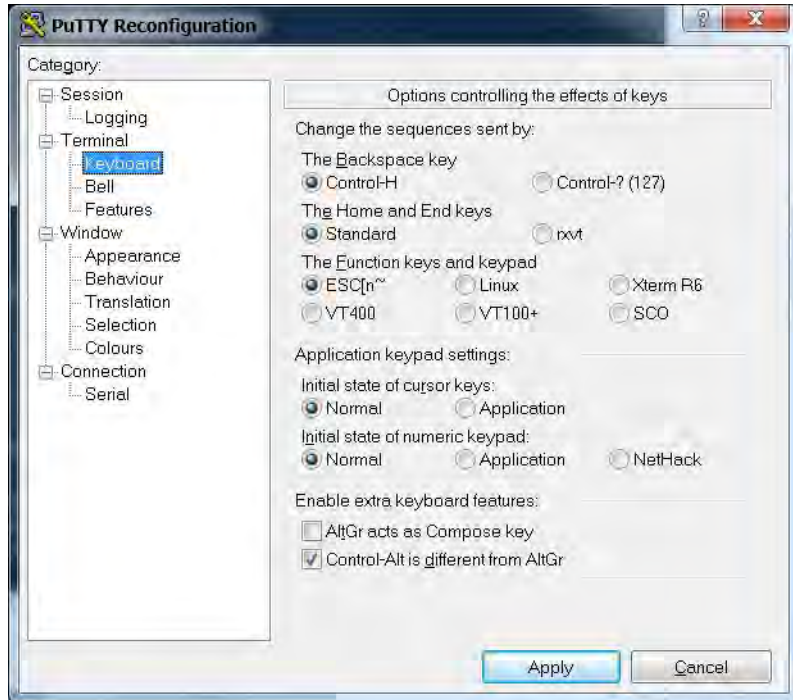 PuTTY Reconfiguration
Category:
Session
Logging
Terminal
Keyboard
Bell
Features
Window
Appearance
Behaviour
Translation
Selection
Colours
Connection
Serial
Options controlling the effects of keys
Change the sequences sent by:
The Backspace key
Control-H Control-? (127)
The Home and End keys
Standard rxvt
The Function keys and keypad
ESC[n~ Linux Xterm R6
VT400 VT100+ SCO
Application keypad settings:
Initial state of cursor keys:
Normal Application
Initial state of numeric keypad:
Normal Application NetHack
Enable extra keyboard features:
AltGr acts as Compose key
Control-Alt is different from AltGr
Apply Cancel